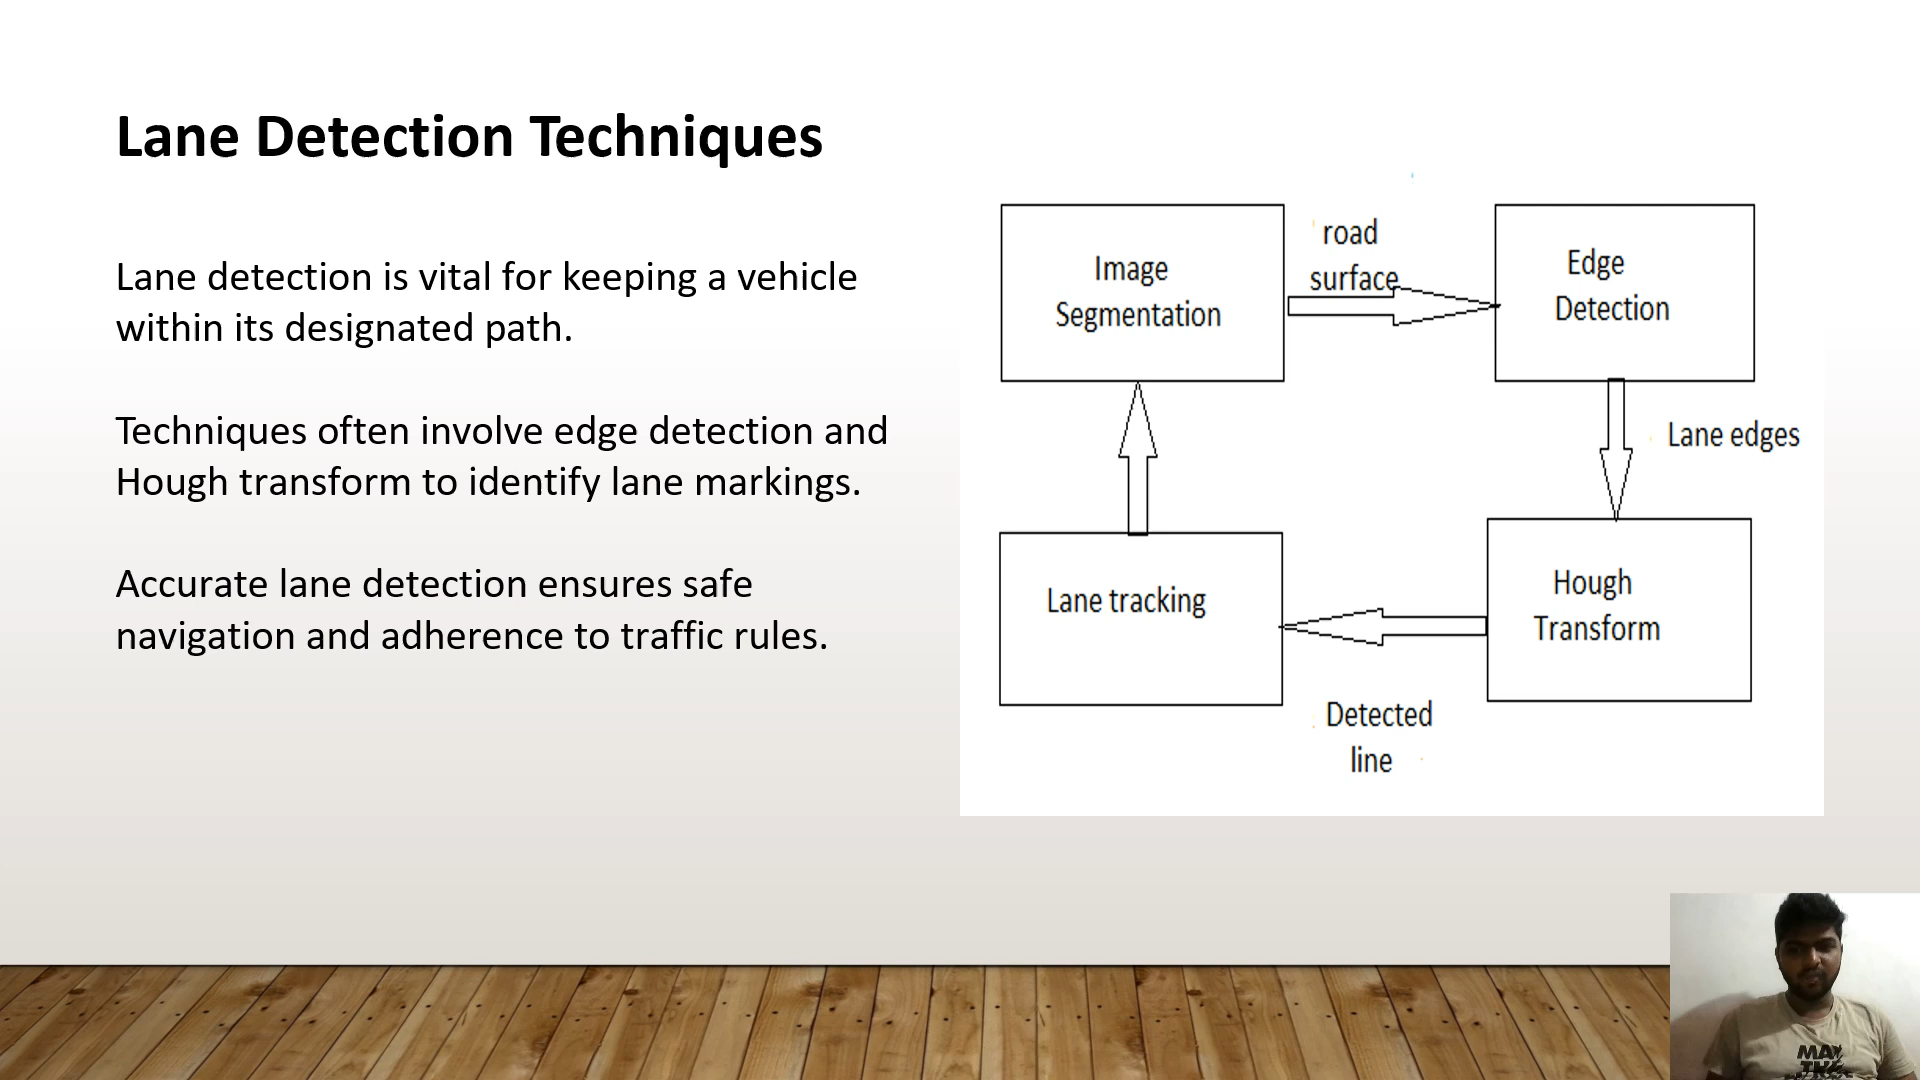 Lane Detection Techniques
Lane detection is vital for keeping a vehicle
within its designated path.
Techniques often involve edge detection and
Hough transform to identify lane markings.
Accurate lane detection ensures safe
navigation and adherence to traffic rules.
Image
Segmentation
road
surface
Edge
Detection
Lane edges
Hough
Transform
Detected
line
Lane tracking